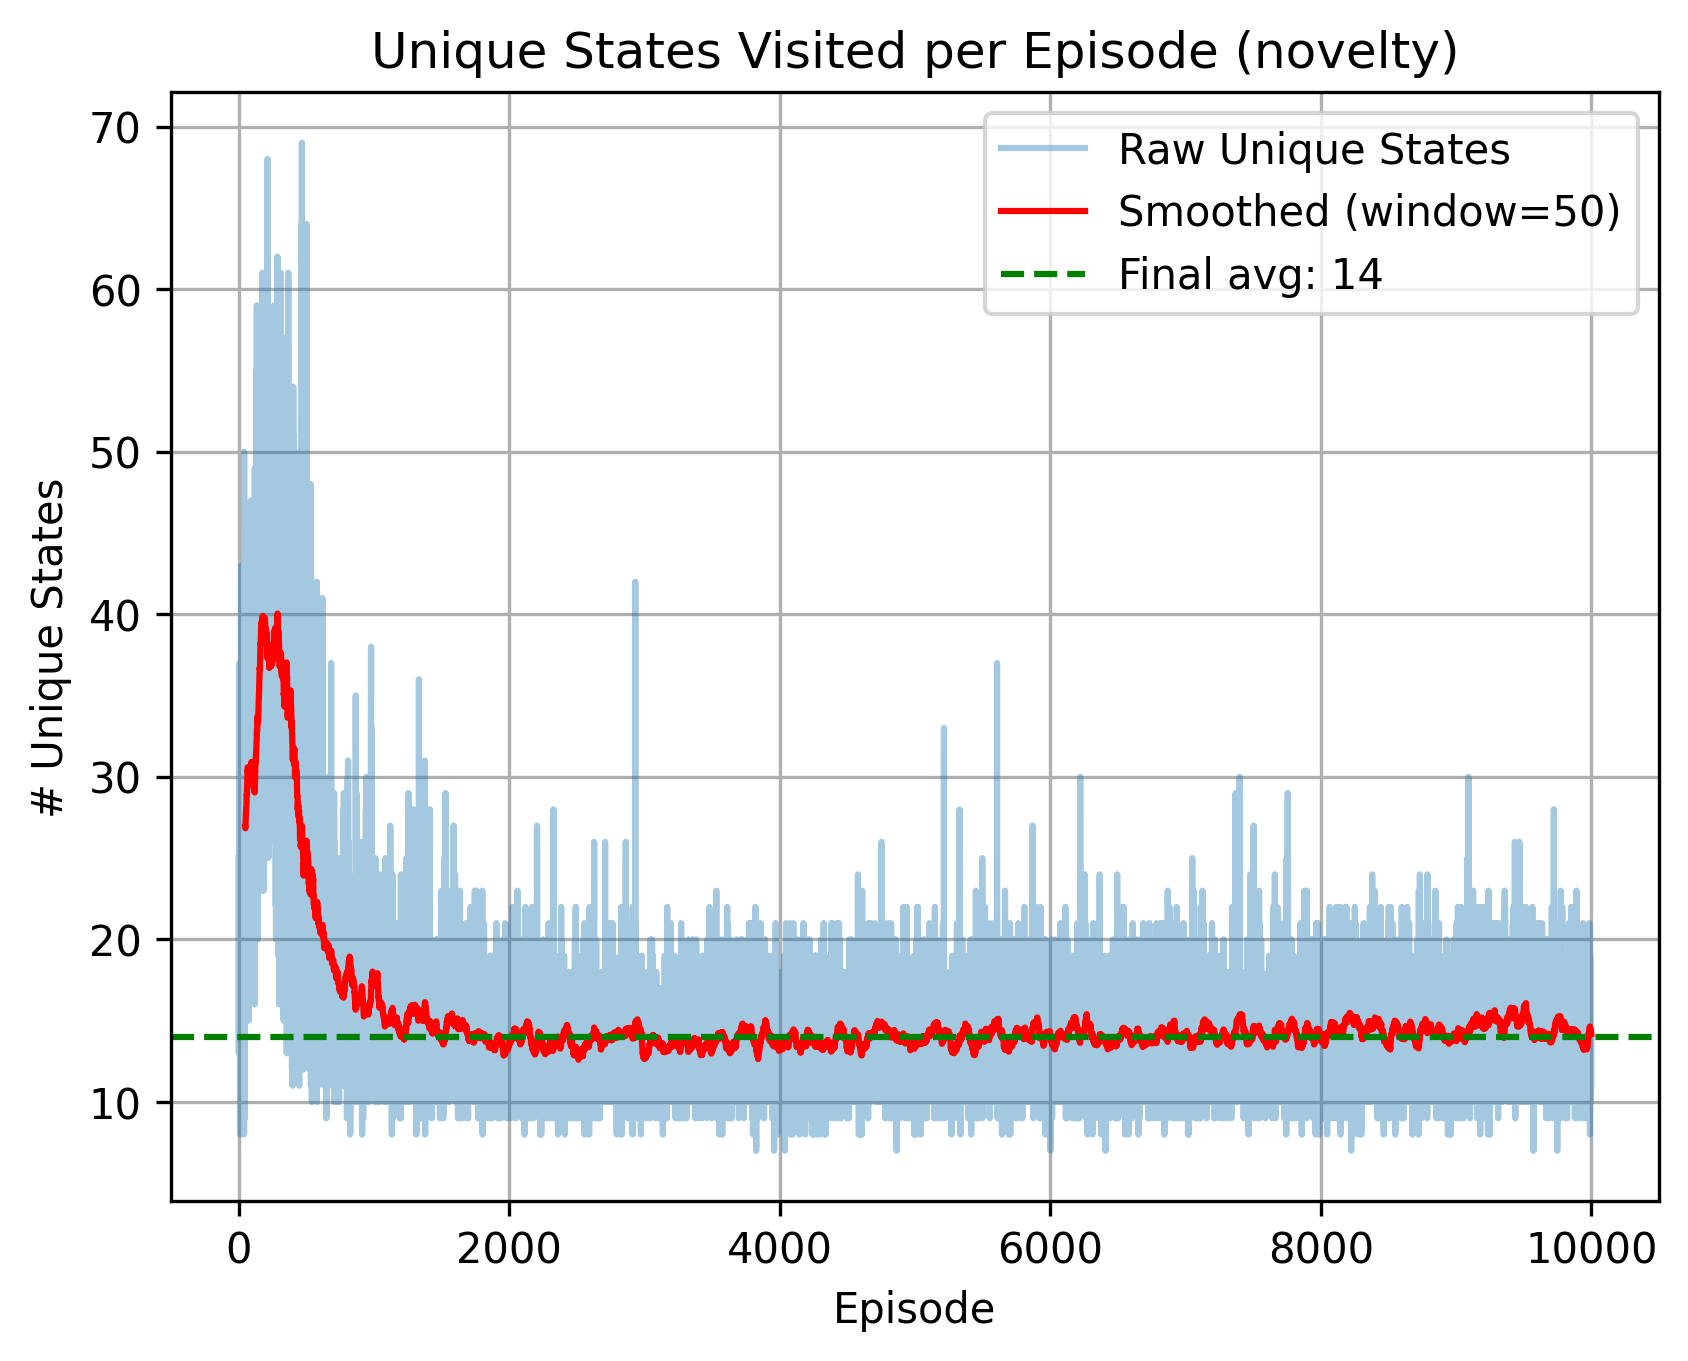 Unique States Visited per Episode (novelty)
Raw Unique States
Smoothed (window=50)
Final avg: 14
# Unique States
70
60
50
40
30
20
10
0
2000
4000
6000
8000
10000
Episode